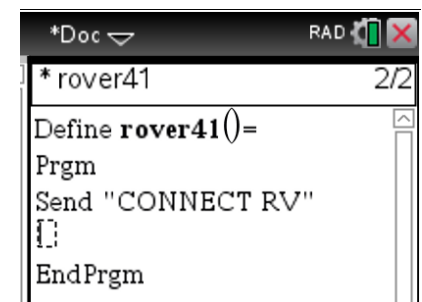 *Doc RAD
* rover41 2/2
Define rover41()=
Prgm
Send "CONNECT RV"
EndPrgm